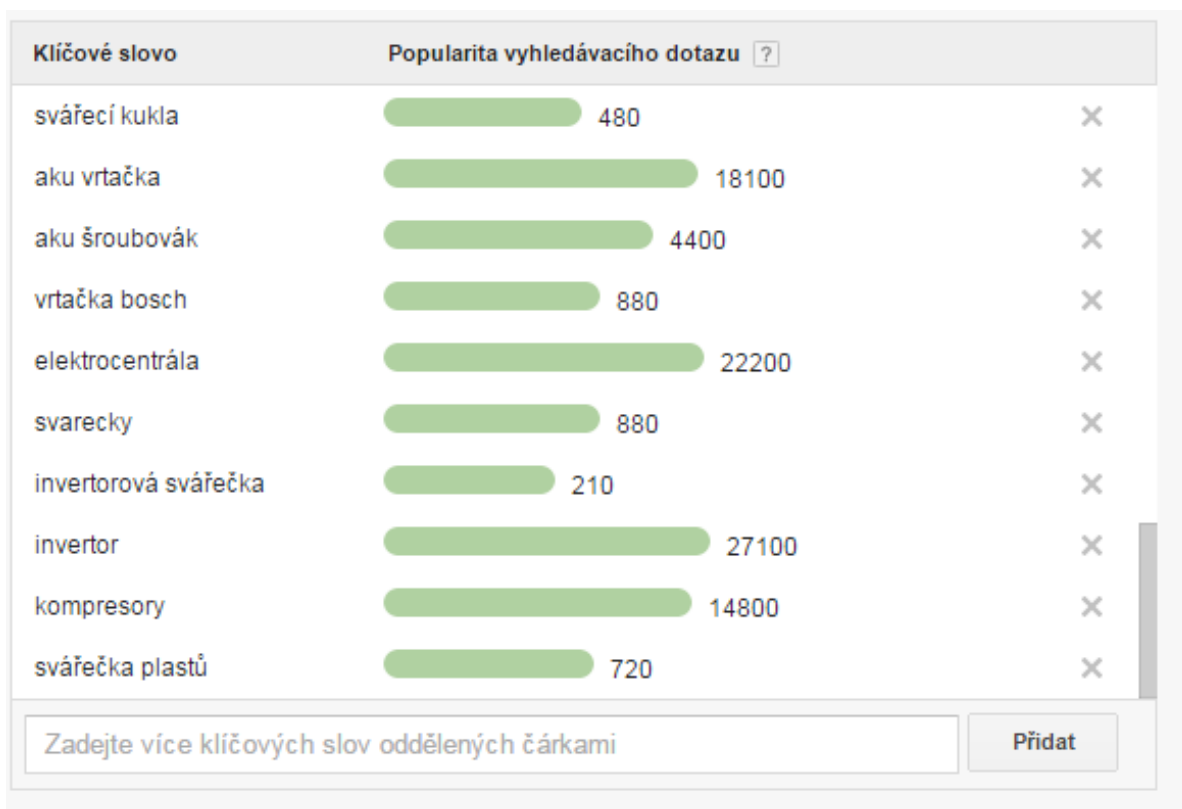 Klíčové slovo Popularita vyhledávacího dotazu ?
svářecí kukla 480
aku vrtačka 18100
aku šroubovák 4400
vrtačka bosch 880
elektrocentrála 22200
svarecky 880
invertorová svářečka 210
invertor 27100
kompresory 14800
svářečka plastů 720
Zadejte více klíčových slov oddělených čárkami Přidat